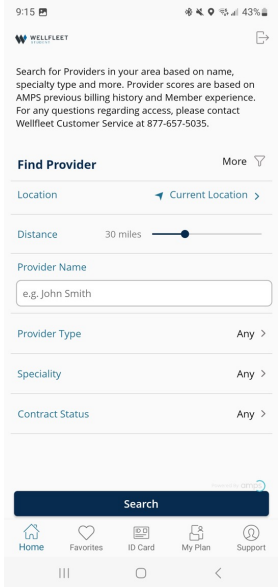 9:15 43%
WELLFLEET
STUDENT
Search for Providers in your area based on name,
specialty type and more. Provider scores are based on
AMPS previous billing history and Member experience.
For any questions regarding access, please contact
Wellfleet Customer Service at 877-657-5035.
Find Provider More
Location Current Location >
Distance 30 miles
Provider Name
e.g. John Smith
Provider Type Any >
Speciality Any >
Contract Status Any >
amps
Search
Home Favorites ID Card My Plan Support